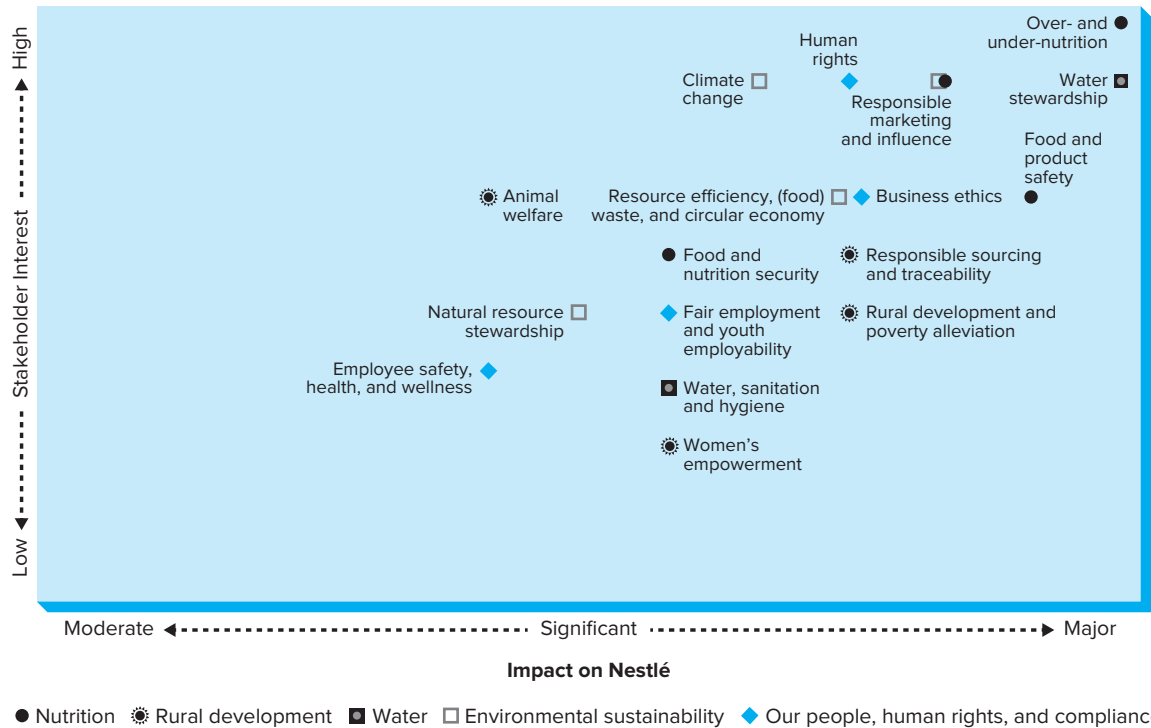 Over- and
under-nutrition
Human
rights
Climate
change
Water
stewardship
Responsible
marketing
and influence
Food and
product
safety
Animal
welfare
Resource efficiency, (food)
waste, and circular economy
Business ethics
Food and
nutrition security
Responsible sourcing
and traceability
Natural resource
stewardship
Fair employment
and youth
employability
Rural development and
poverty alleviation
Employee safety,
health, and wellness
Water, sanitation
and hygiene
Women's
empowerment
High
Stakeholder Interest
Low
Moderate
Significant
Major
Impact on Nestlé
Nutrition
Rural development
Water
Environmental sustainability
Our people, human rights, and complianc